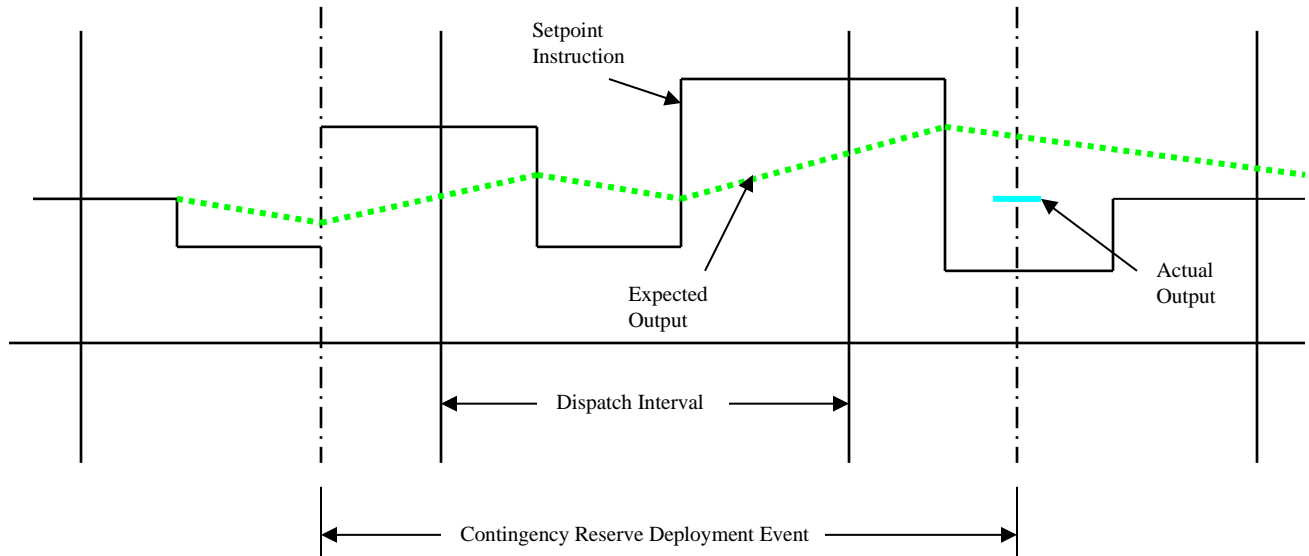 Setpoint
Instruction
Expected
Output
Actual
Output
Dispatch Interval
Contingency Reserve Deployment Event